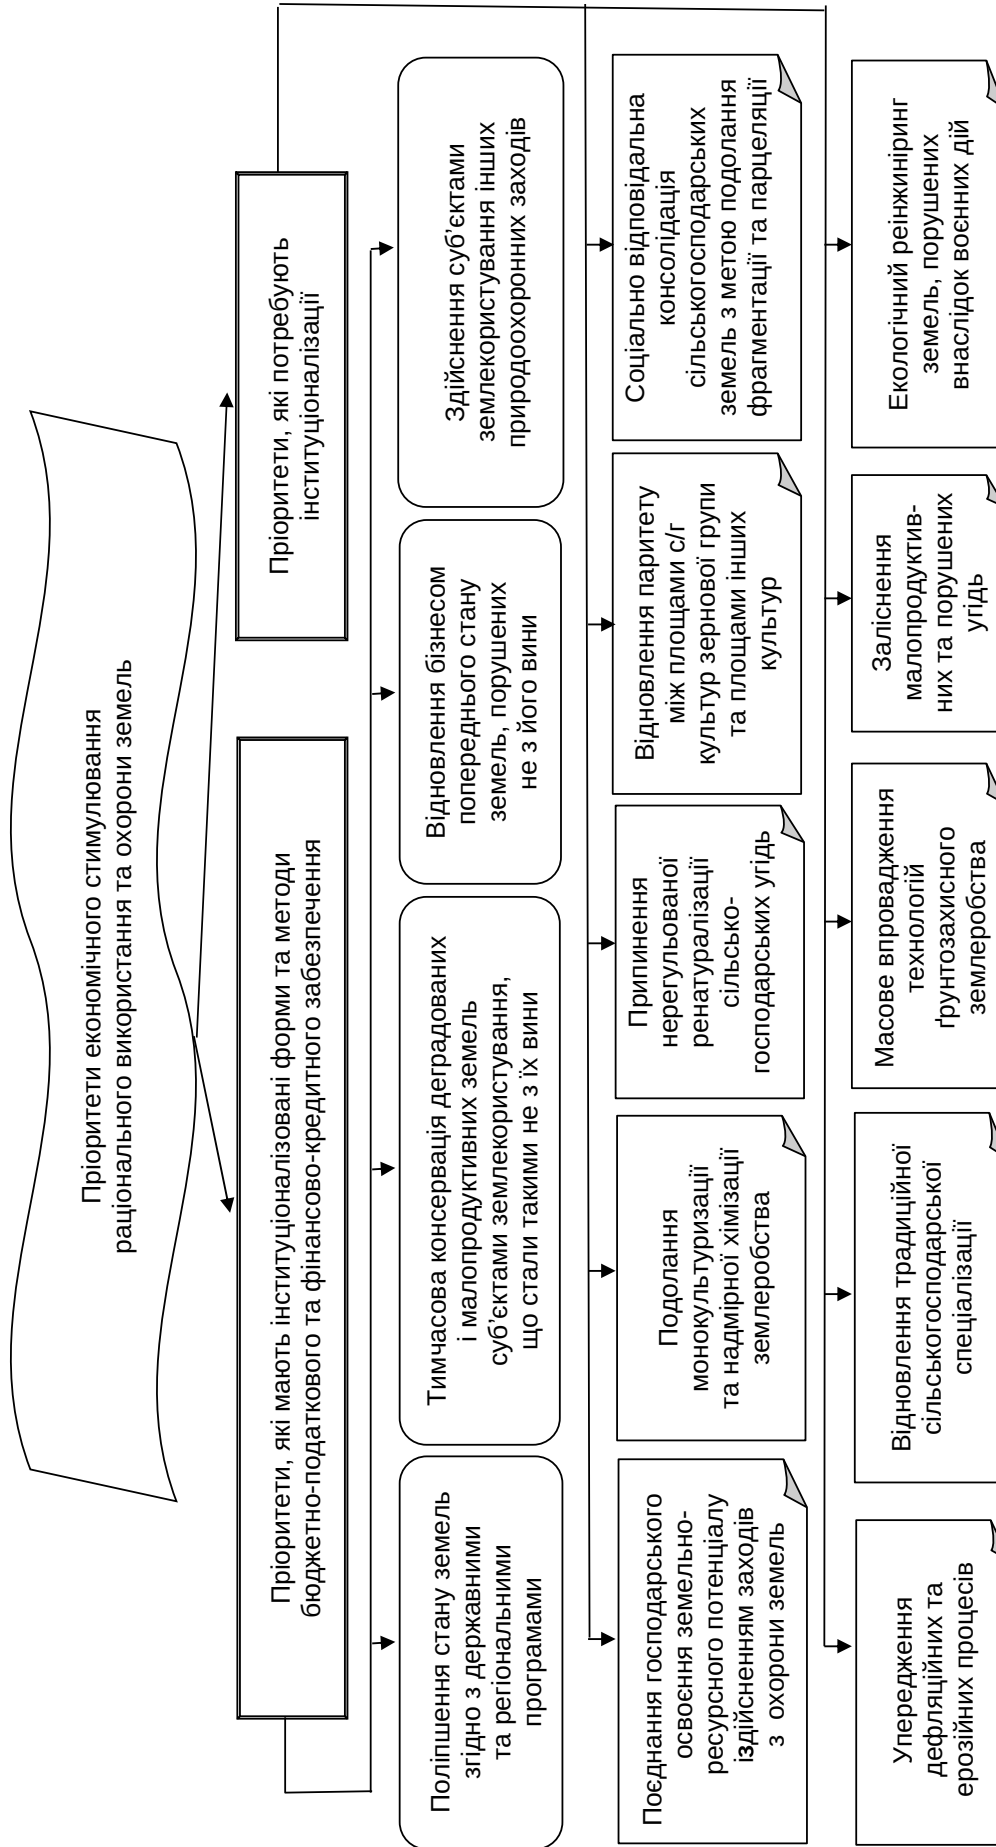 Пріоритети економічного стимулювання
раціонального використання та охорони земель
Пріоритети, які мають інституціоналізовані форми та методи
бюджетно-податкового та фінансово-кредитного забезпечення
Пріоритети, які потребують
інституціоналізації
Поліпшення стану земель
згідно з державними
та регіональними
програмами
Тимчасова консервація деградованих
і малопродуктивних земель
суб’єктами землекористування,
що стали такими не з їх вини
Відновлення бізнесом
попереднього стану
земель, порушених
не з його вини
Здійснення суб’єктами
землекористування інших
природоохоронних заходів
Поєднання господарського
освоєння земельно-
ресурсного потенціалу
іздійсненням заходів
з охорони земель
Подолання
монокультуризації
та надмірної хімізації
землеробства
Припинення
нерегульованої
ренатуралізації
сільсько-
господарських угідь
Відновлення паритету
між площами с/г
культур зернової групи
та площами інших
культур
Соціально відповідальна
консолідація
сільськогосподарських
земель з метою подолання
фрагментації та парцеляції
Упередження
дефляційних та
ерозійних процесів
Відновлення традиційної
сільськогосподарської
спеціалізації
Масове впровадження
технологій
ґрунтозахисного
землеробства
Заліснення
малопродуктив-
них та порушених
угідь
Екологічний реінжиніринг
земель, порушених
внаслідок воєнних дій